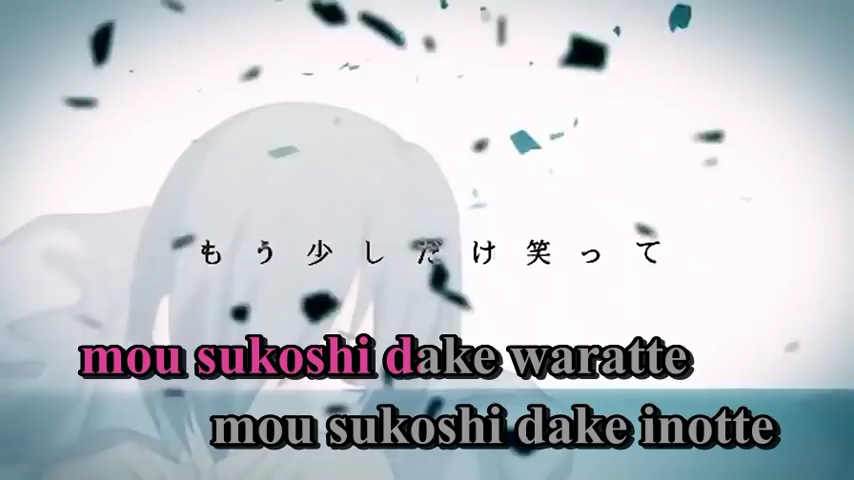 もう少しだけ笑って
mou sukoshi dake waratte
mou sukoshi dake inotte